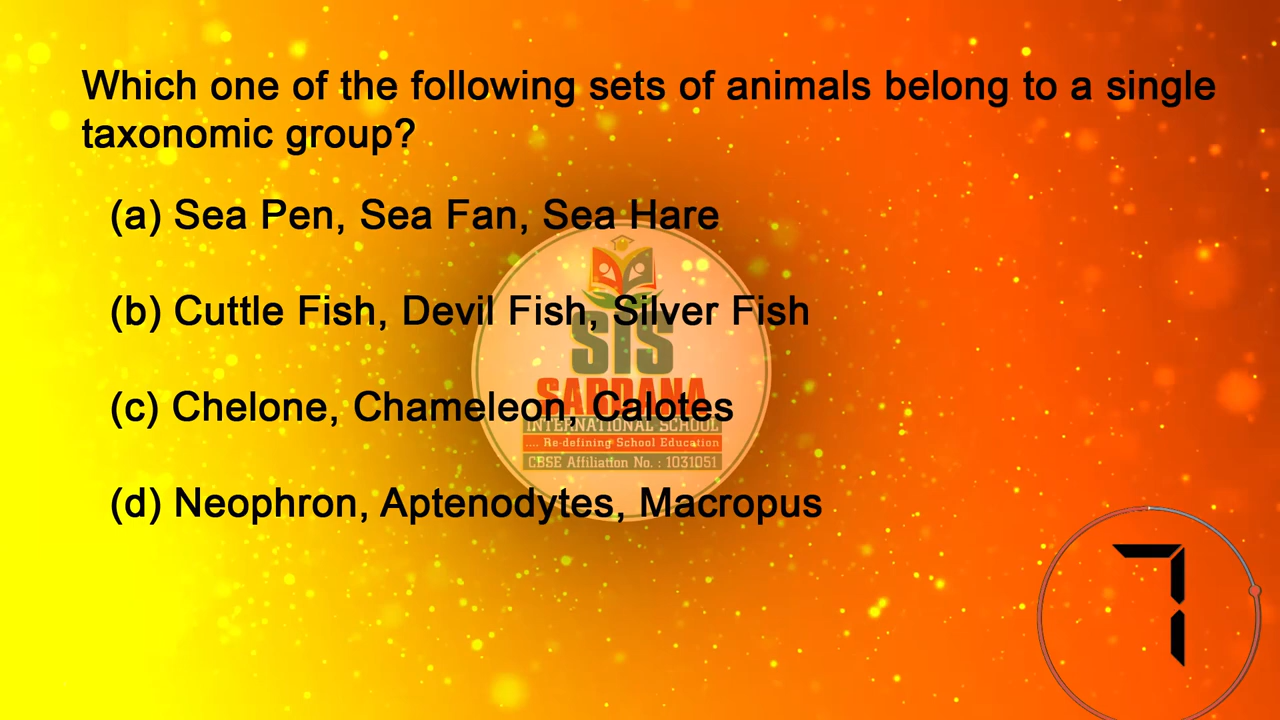 Which one of the following sets of animals belong to a single
taxonomic group?
(a) Sea Pen, Sea Fan, Sea Hare
(b) Cuttle Fish, Devil Fish, Silver Fish
SIS
SARDANA
(c) Chelone, Chameleon, Calotes
INTERNATIONAL SCHOOL
.... Re-defining School Education
CBSE Affiliation No. : 1031051
(d) Neophron, Aptenodytes, Macropus
7